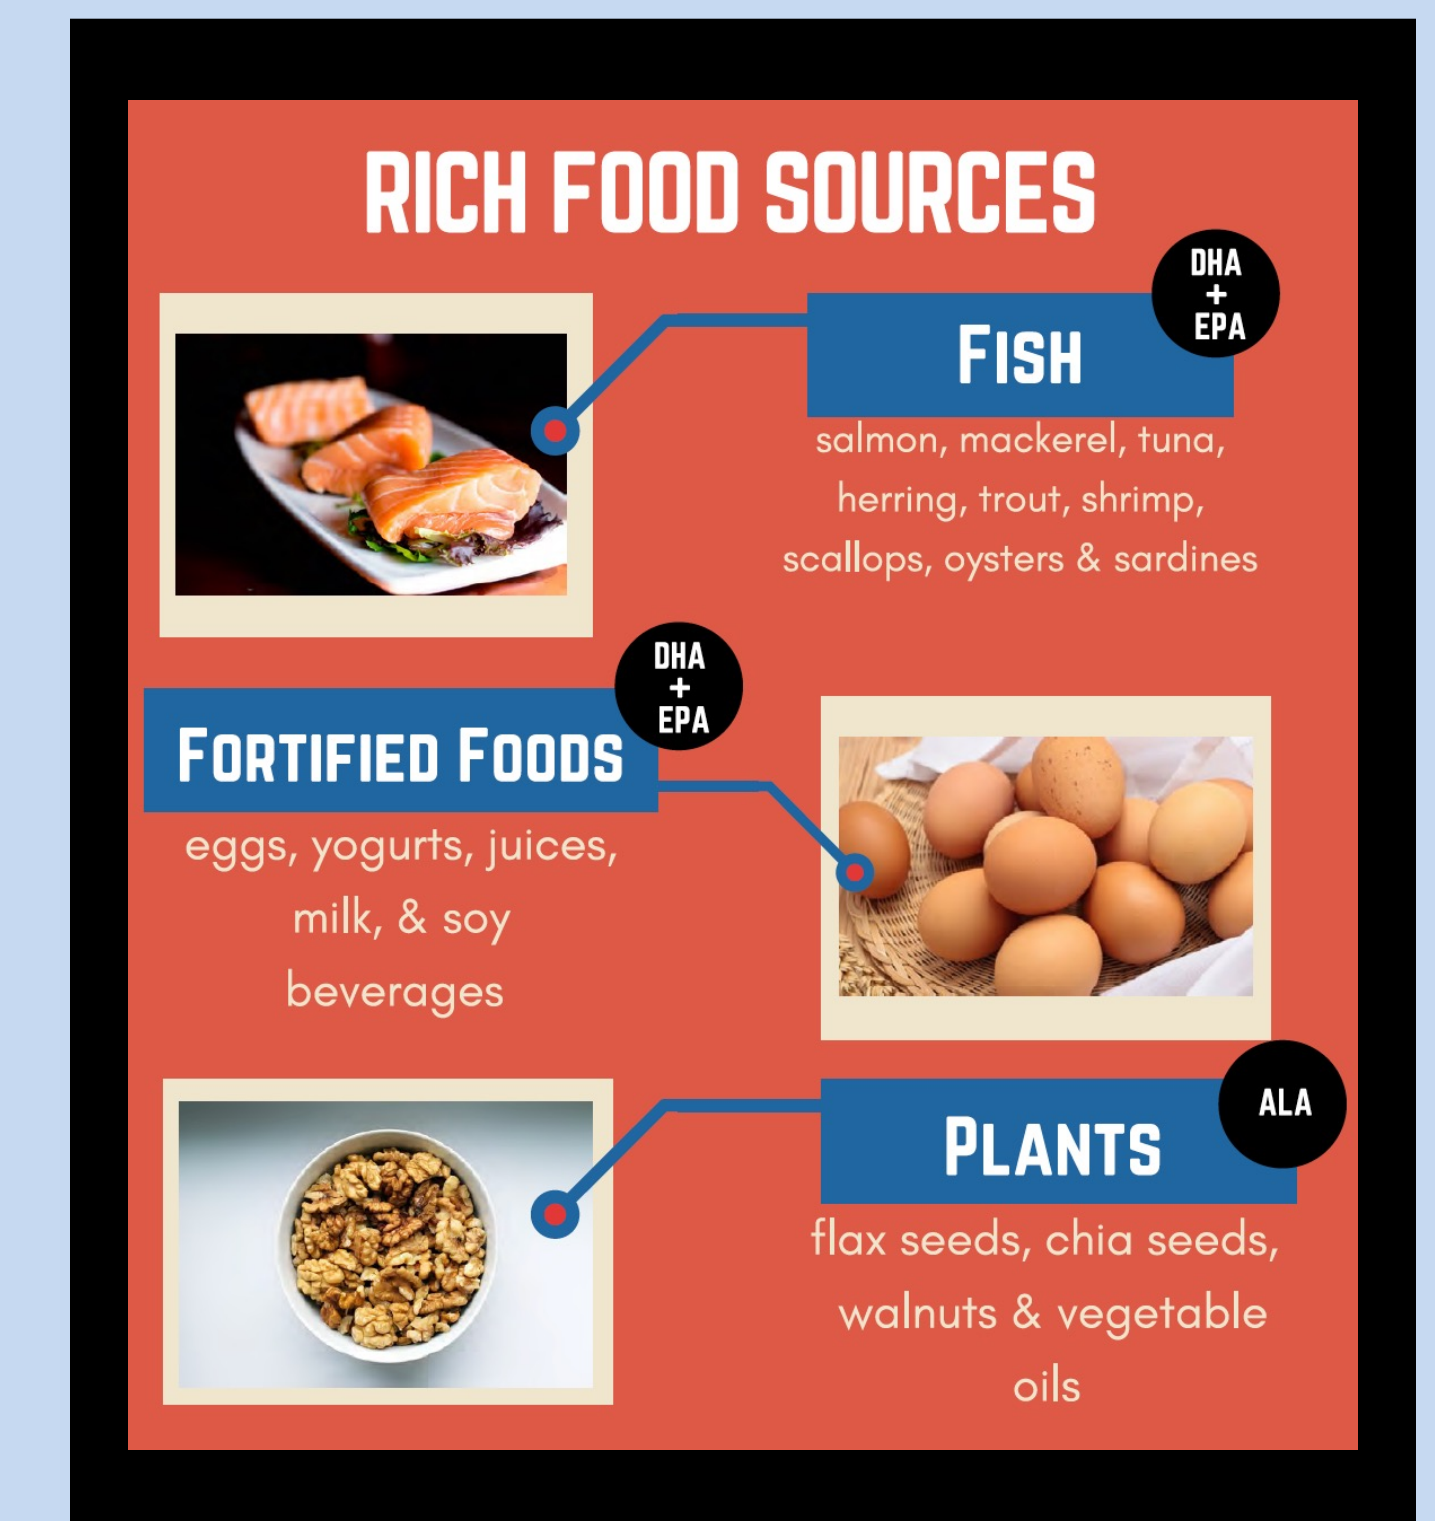 RICH FOOD SOURCES
DHA
+
EPA
FISH
salmon, mackerel, tuna,
herring, trout, shrimp,
scallops, oysters & sardines
DHA
+
EPA
FORTIFIED FOODS
eggs, yogurts, juices,
milk, & soy
beverages
ALA
PLANTS
flax seeds, chia seeds,
walnuts & vegetable
oils